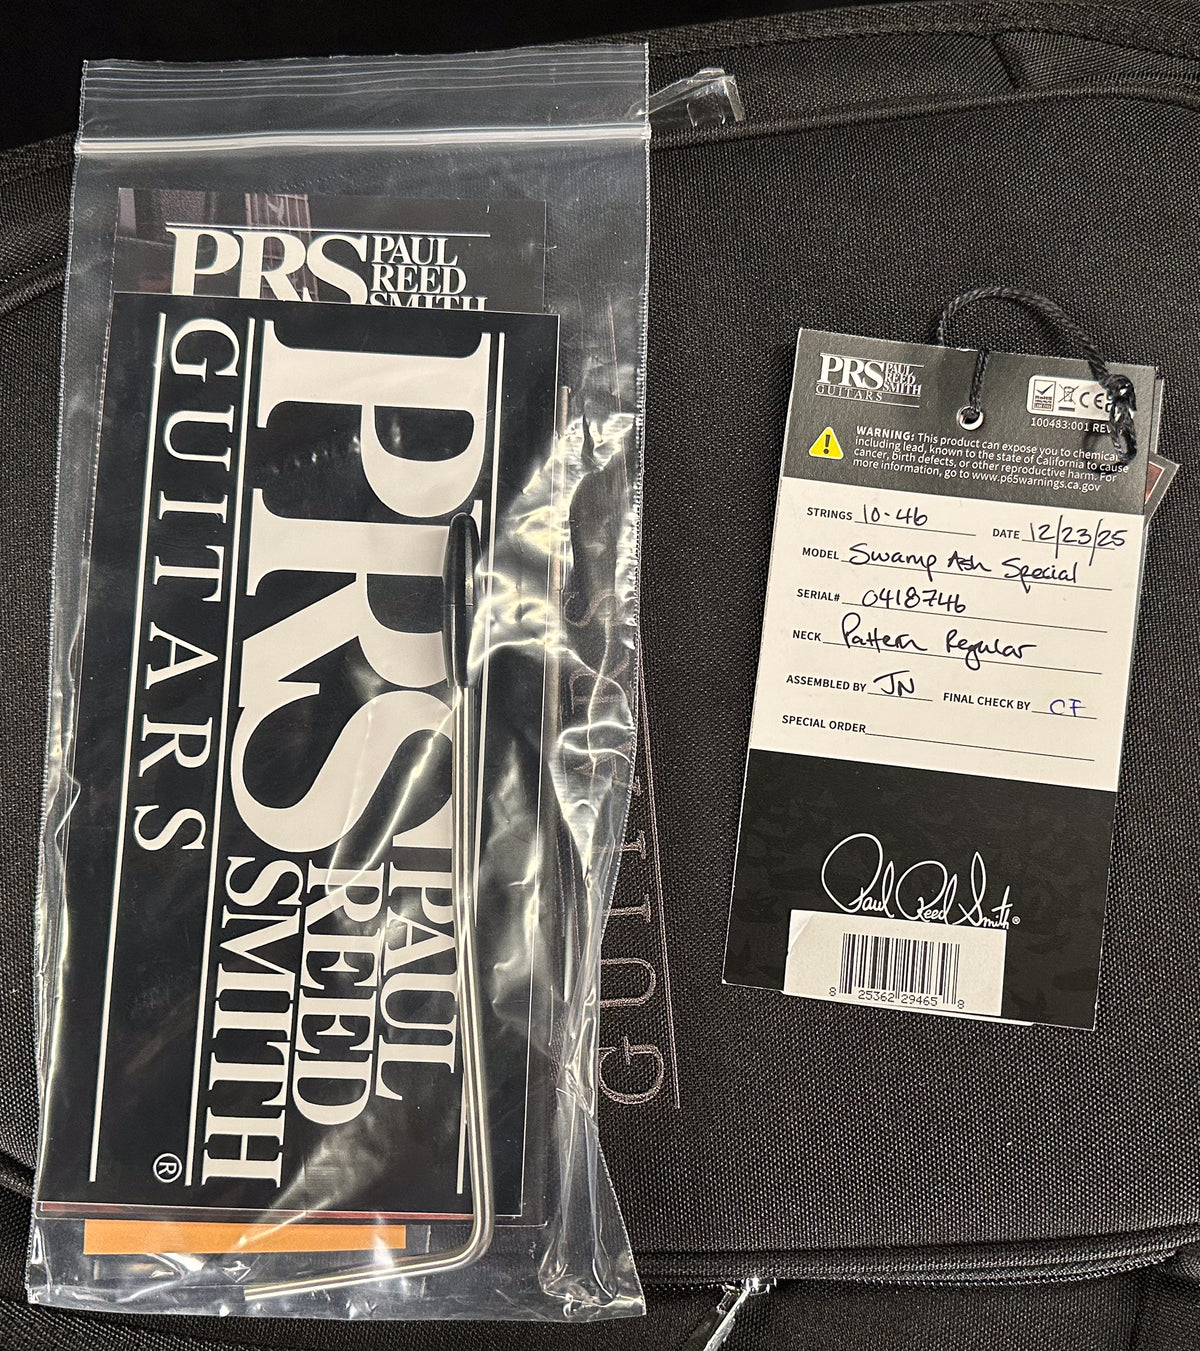 PRS PAUL
REED
SMITH
PRS PAUL
REED
SMITH
GUITARS
®
GUI
PRS PAUL
REED
SMITH
GUITARS
CE
100483:001 REV
WARNING: This product can expose you to chemical
including lead, known to the state of California to cause
cancer, birth defects, or other reproductive harm. For
more information, go to www.p65warnings.ca.gov
STRINGS 10-46 DATE 12/23/25
MODEL Swamp Ash Special
SERIAL# 0418746
NECK Pattern Regular
ASSEMBLED BY JN FINAL CHECK BY CF
SPECIAL ORDER
Paul Reed Smith®
8 25362 29465 8